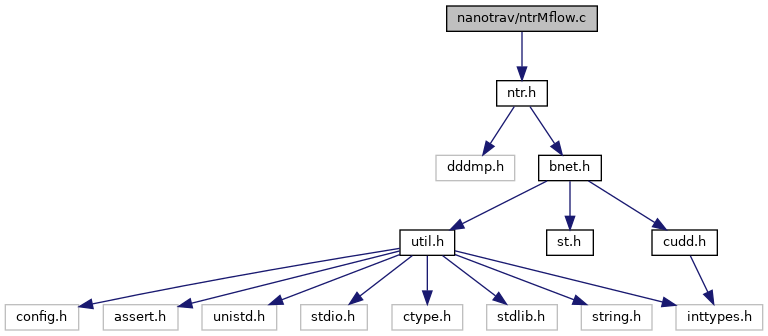 nanotrav/ntrMflow.c
ntr.h
dddmp.h
bnet.h
util.h
st.h
cudd.h
config.h
assert.h
unistd.h
stdio.h
ctype.h
stdlib.h
string.h
inttypes.h